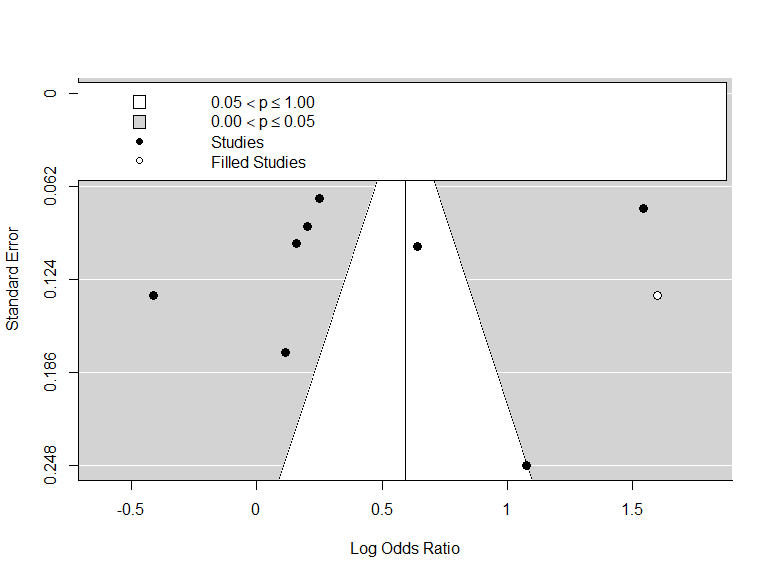 0.05 < p ≤ 1.00
0.00 < p ≤ 0.05
Studies
Filled Studies
Standard Error
0
0.062
0.124
0.186
0.248
-0.5
0
0.5
1
1.5
Log Odds Ratio